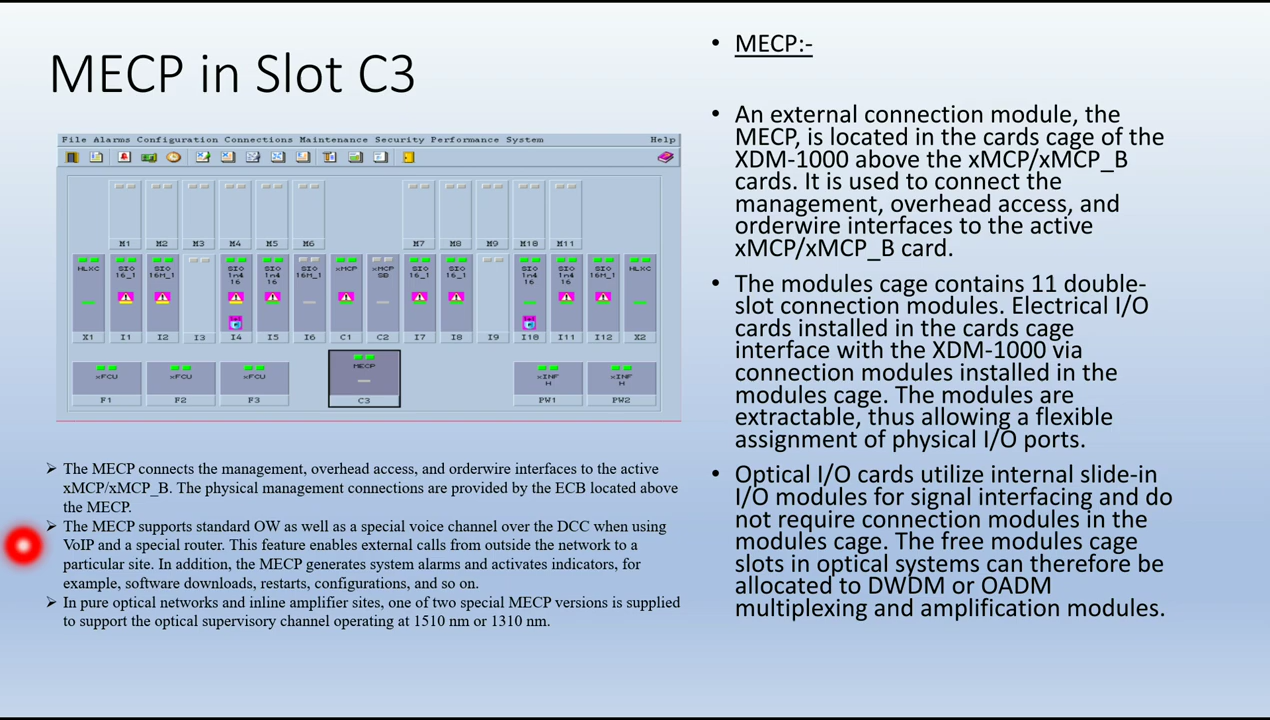 MECP in Slot C3
File Alarms Configuration Connections Maintenance Security Performance System Help
M1 M2 M3 M4 M5 M6 M7 M8 M9 M10 M11
HLXC SIO SIO SIO SIO SIO xMCP xMCP SIO SIO SIO SIO SIO HLXC
16_1 16M_1 1n4 16_1 16M_1 SB 16_1 16_1 1n4 1n4 16M_1
16 16 16
X1 I1 I2 I3 I4 I5 I6 C1 C2 I7 I8 I9 I10 I11 I12 X2
xFCU xFCU xFCU MECP xINF xINF
H H
F1 F2 F3 C3 PW1 PW2
➢ The MECP connects the management, overhead access, and orderwire interfaces to the active
xMCP/xMCP_B. The physical management connections are provided by the ECB located above
the MECP.
➢ The MECP supports standard OW as well as a special voice channel over the DCC when using
VoIP and a special router. This feature enables external calls from outside the network to a
particular site. In addition, the MECP generates system alarms and activates indicators, for
example, software downloads, restarts, configurations, and so on.
➢ In pure optical networks and inline amplifier sites, one of two special MECP versions is supplied
to support the optical supervisory channel operating at 1510 nm or 1310 nm.
• MECP:-
• An external connection module, the
MECP, is located in the cards cage of the
XDM-1000 above the xMCP/xMCP_B
cards. It is used to connect the
management, overhead access, and
orderwire interfaces to the active
xMCP/xMCP_B card.
• The modules cage contains 11 double-
slot connection modules. Electrical I/O
cards installed in the cards cage
interface with the XDM-1000 via
connection modules installed in the
modules cage. The modules are
extractable, thus allowing a flexible
assignment of physical I/O ports.
• Optical I/O cards utilize internal slide-in
I/O modules for signal interfacing and do
not require connection modules in the
modules cage. The free modules cage
slots in optical systems can therefore be
allocated to DWDM or OADM
multiplexing and amplification modules.